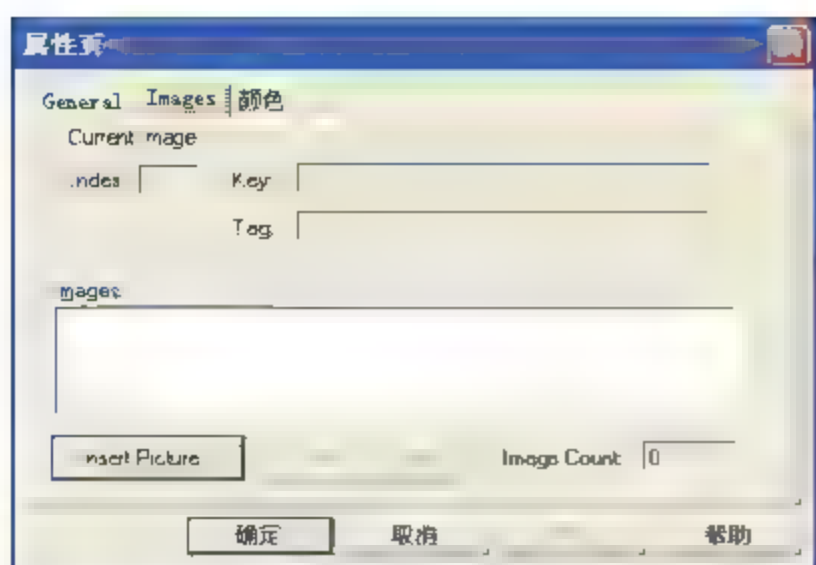 属性页
General Images 颜色
Current mage
ndex Key:
Tag:
mages:
nsert Picture Image Count: 0
确定 取消 帮助